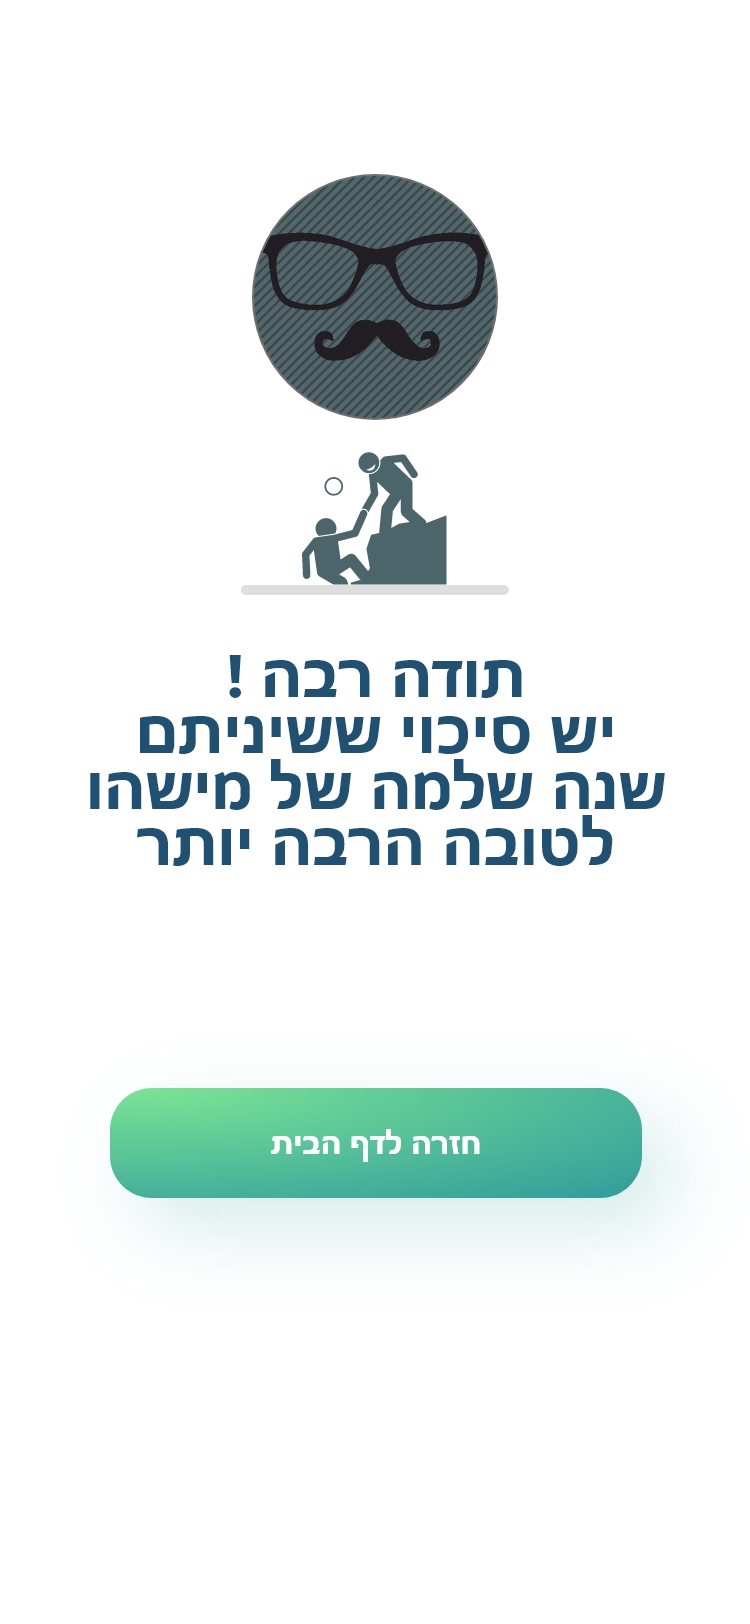 תודה רבה !
יש סיכוי ששיניתם
שנה שלמה של מישהו
לטובה הרבה יותר
חזרה לדף הבית